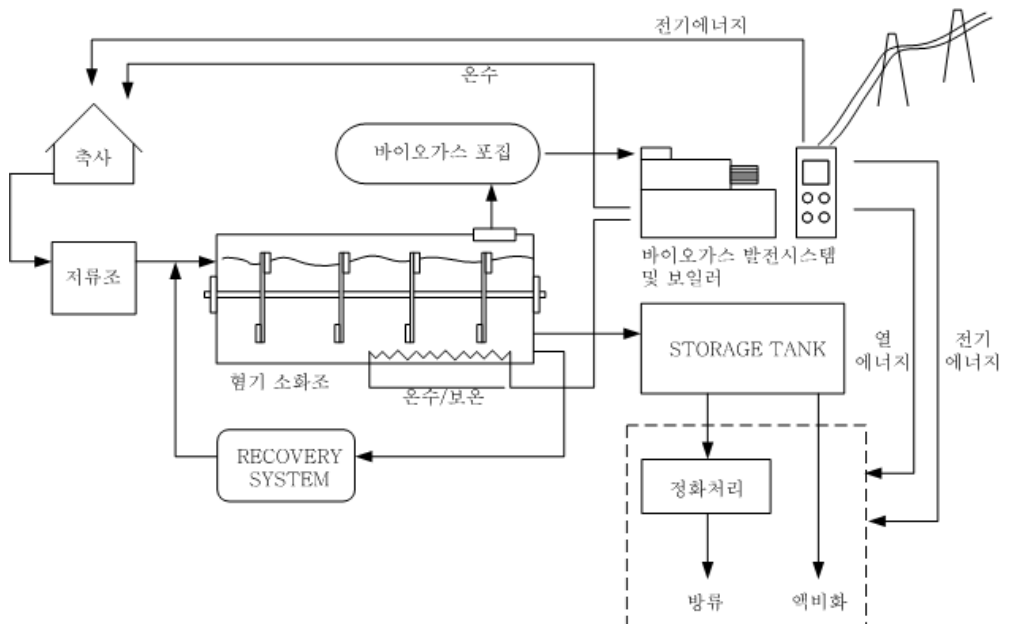 전기에너지
온수
축사
바이오가스 포집
저류조
바이오가스 발전시스템
및 보일러
STORAGE TANK
열
에너지
전기
에너지
혐기 소화조
온수/보온
RECOVERY
SYSTEM
정화처리
방류
액비화